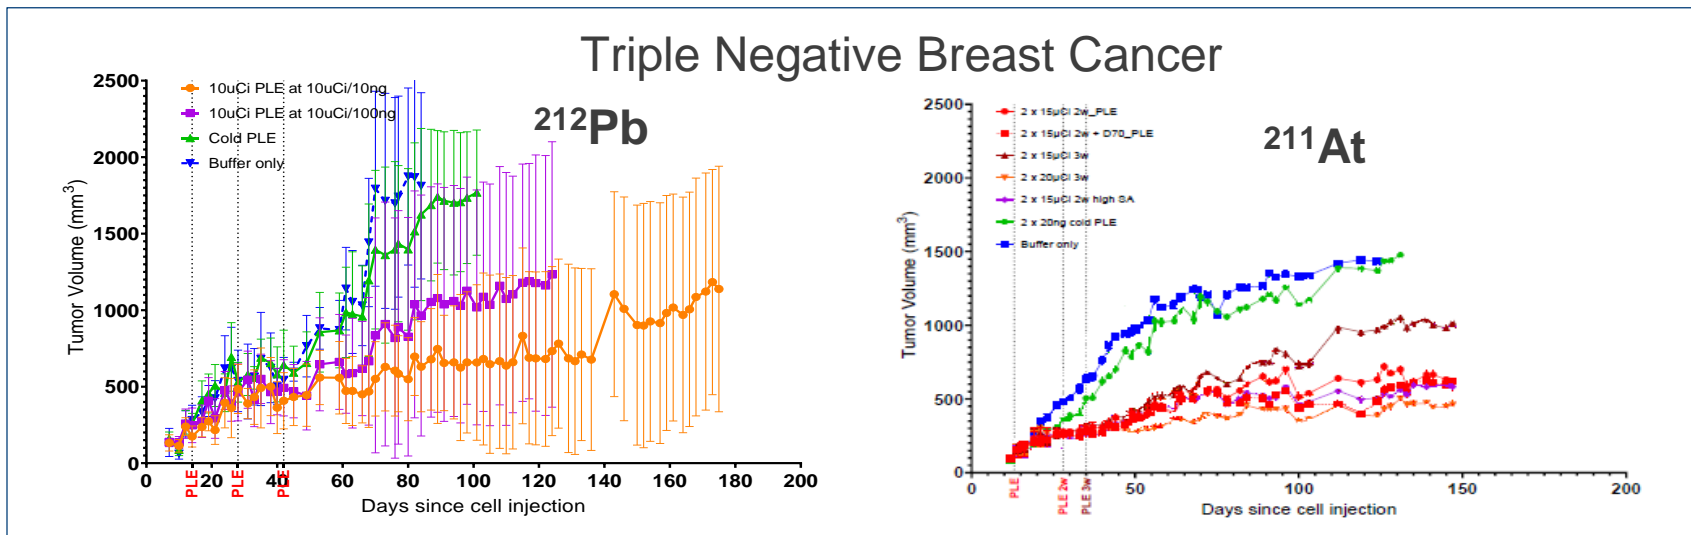 Triple Negative Breast Cancer
212Pb
10uCi PLE at 10uCi/10ng
10uCi PLE at 10uCi/100ng
Cold PLE
Buffer only
Tumor Volume (mm3)
2500
2000
1500
1000
500
0
0 20 40 60 80 100 120 140 160 180 200
PLE PLE PLE
Days since cell injection
211At
2 x 15µCi 2w_PLE
2 x 15µCi 2w + D70_PLE
2 x 15µCi 3w
2 x 20µCi 3w
2 x 15µCi 2w high SA
2 x 20ng cold PLE
Buffer only
Tumor Volume (mm3)
2500
2000
1500
1000
500
0
0 50 100 150 200
PLE PLE 2w PLE 3w
Days since cell injection